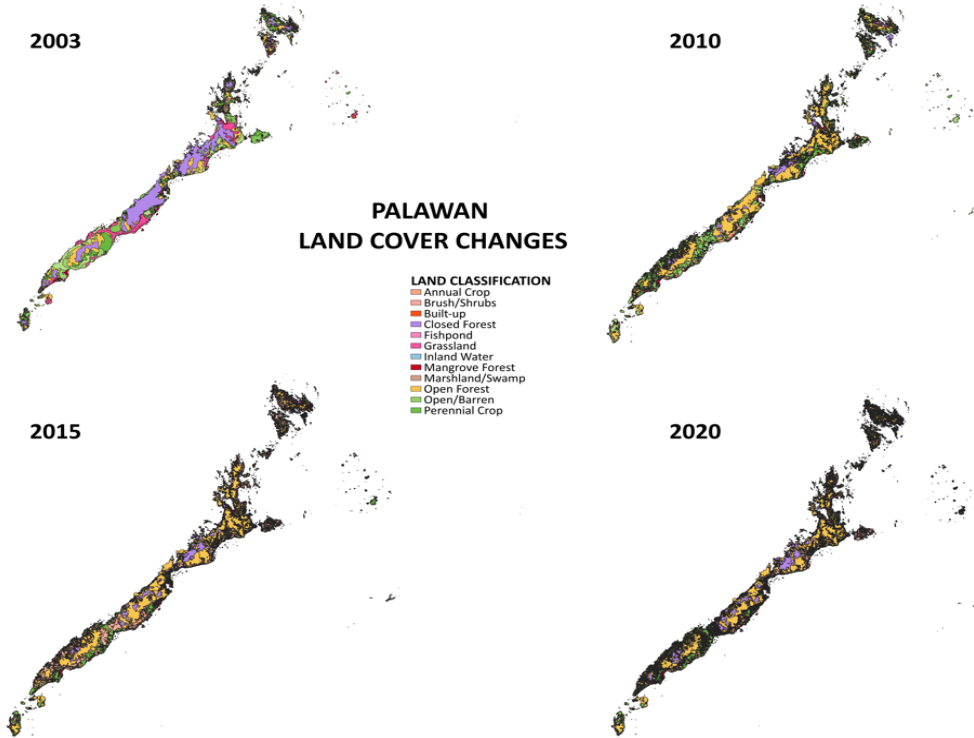 2003
2010
PALAWAN
LAND COVER CHANGES
LAND CLASSIFICATION
Annual Crop
Brush/Shrubs
Built-up
Closed Forest
Fishpond
Grassland
Inland Water
Mangrove Forest
Marshland/Swamp
Open Forest
Open/Barren
Perennial Crop
2015
2020